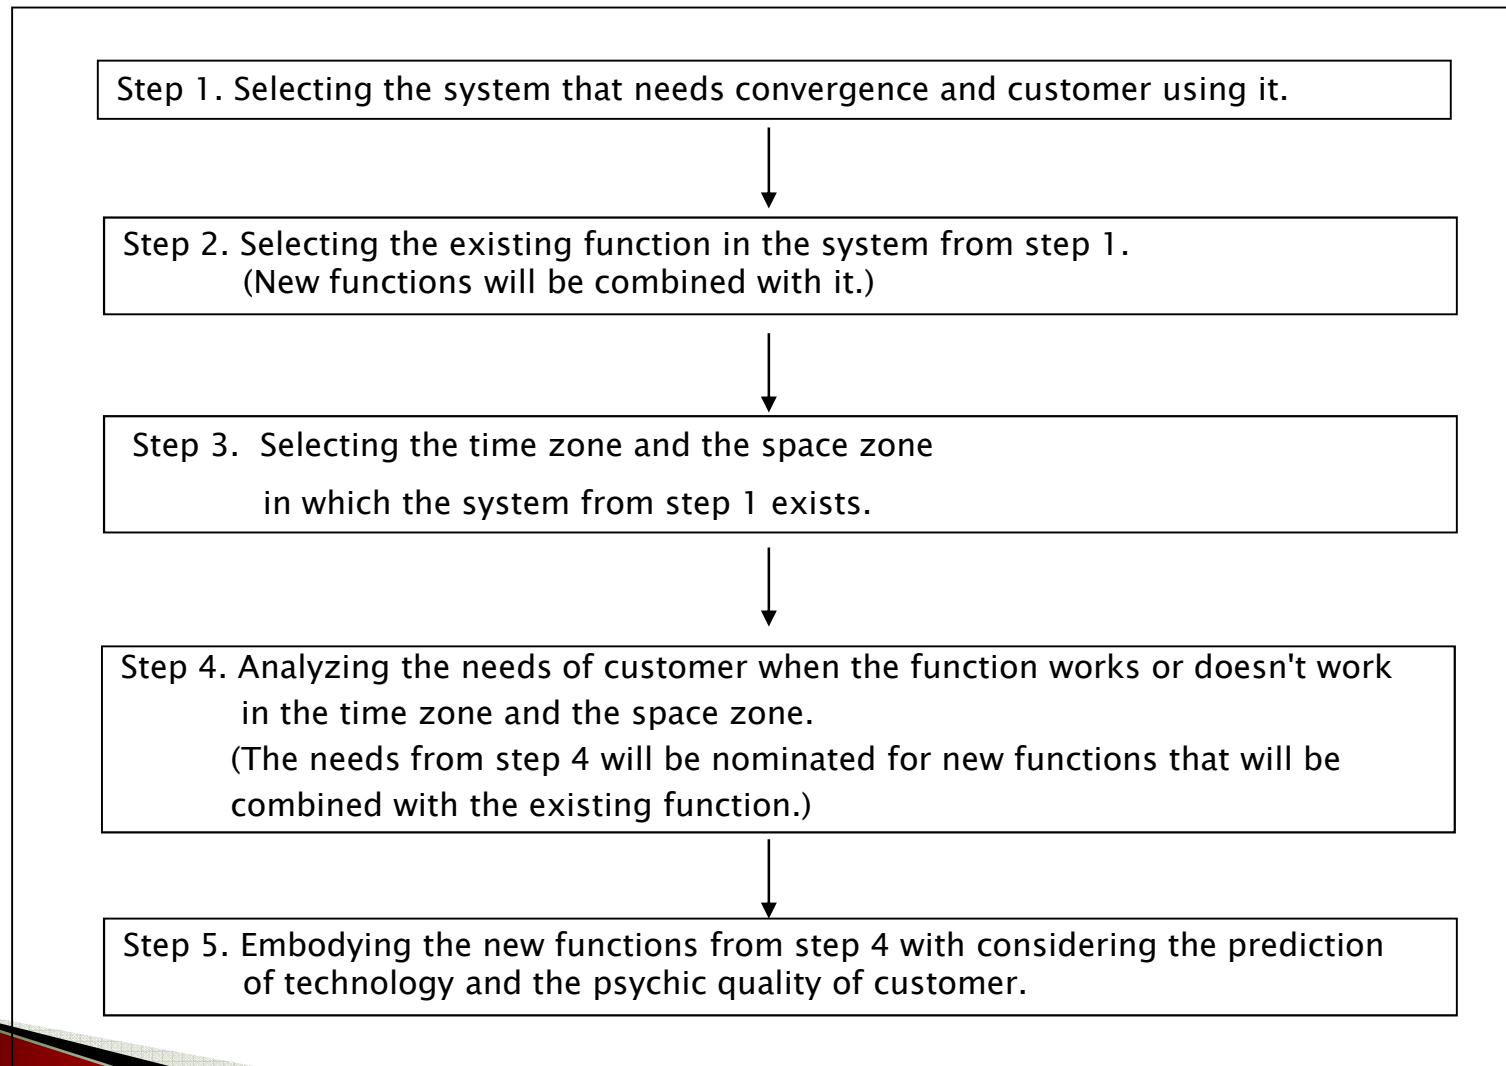 Step 1. Selecting the system that needs convergence and customer using it.
Step 2. Selecting the existing function in the system from step 1.
(New functions will be combined with it.)
Step 3. Selecting the time zone and the space zone
in which the system from step 1 exists.
Step 4. Analyzing the needs of customer when the function works or doesn't work
in the time zone and the space zone.
(The needs from step 4 will be nominated for new functions that will be
combined with the existing function.)
Step 5. Embodying the new functions from step 4 with considering the prediction
of technology and the psychic quality of customer.